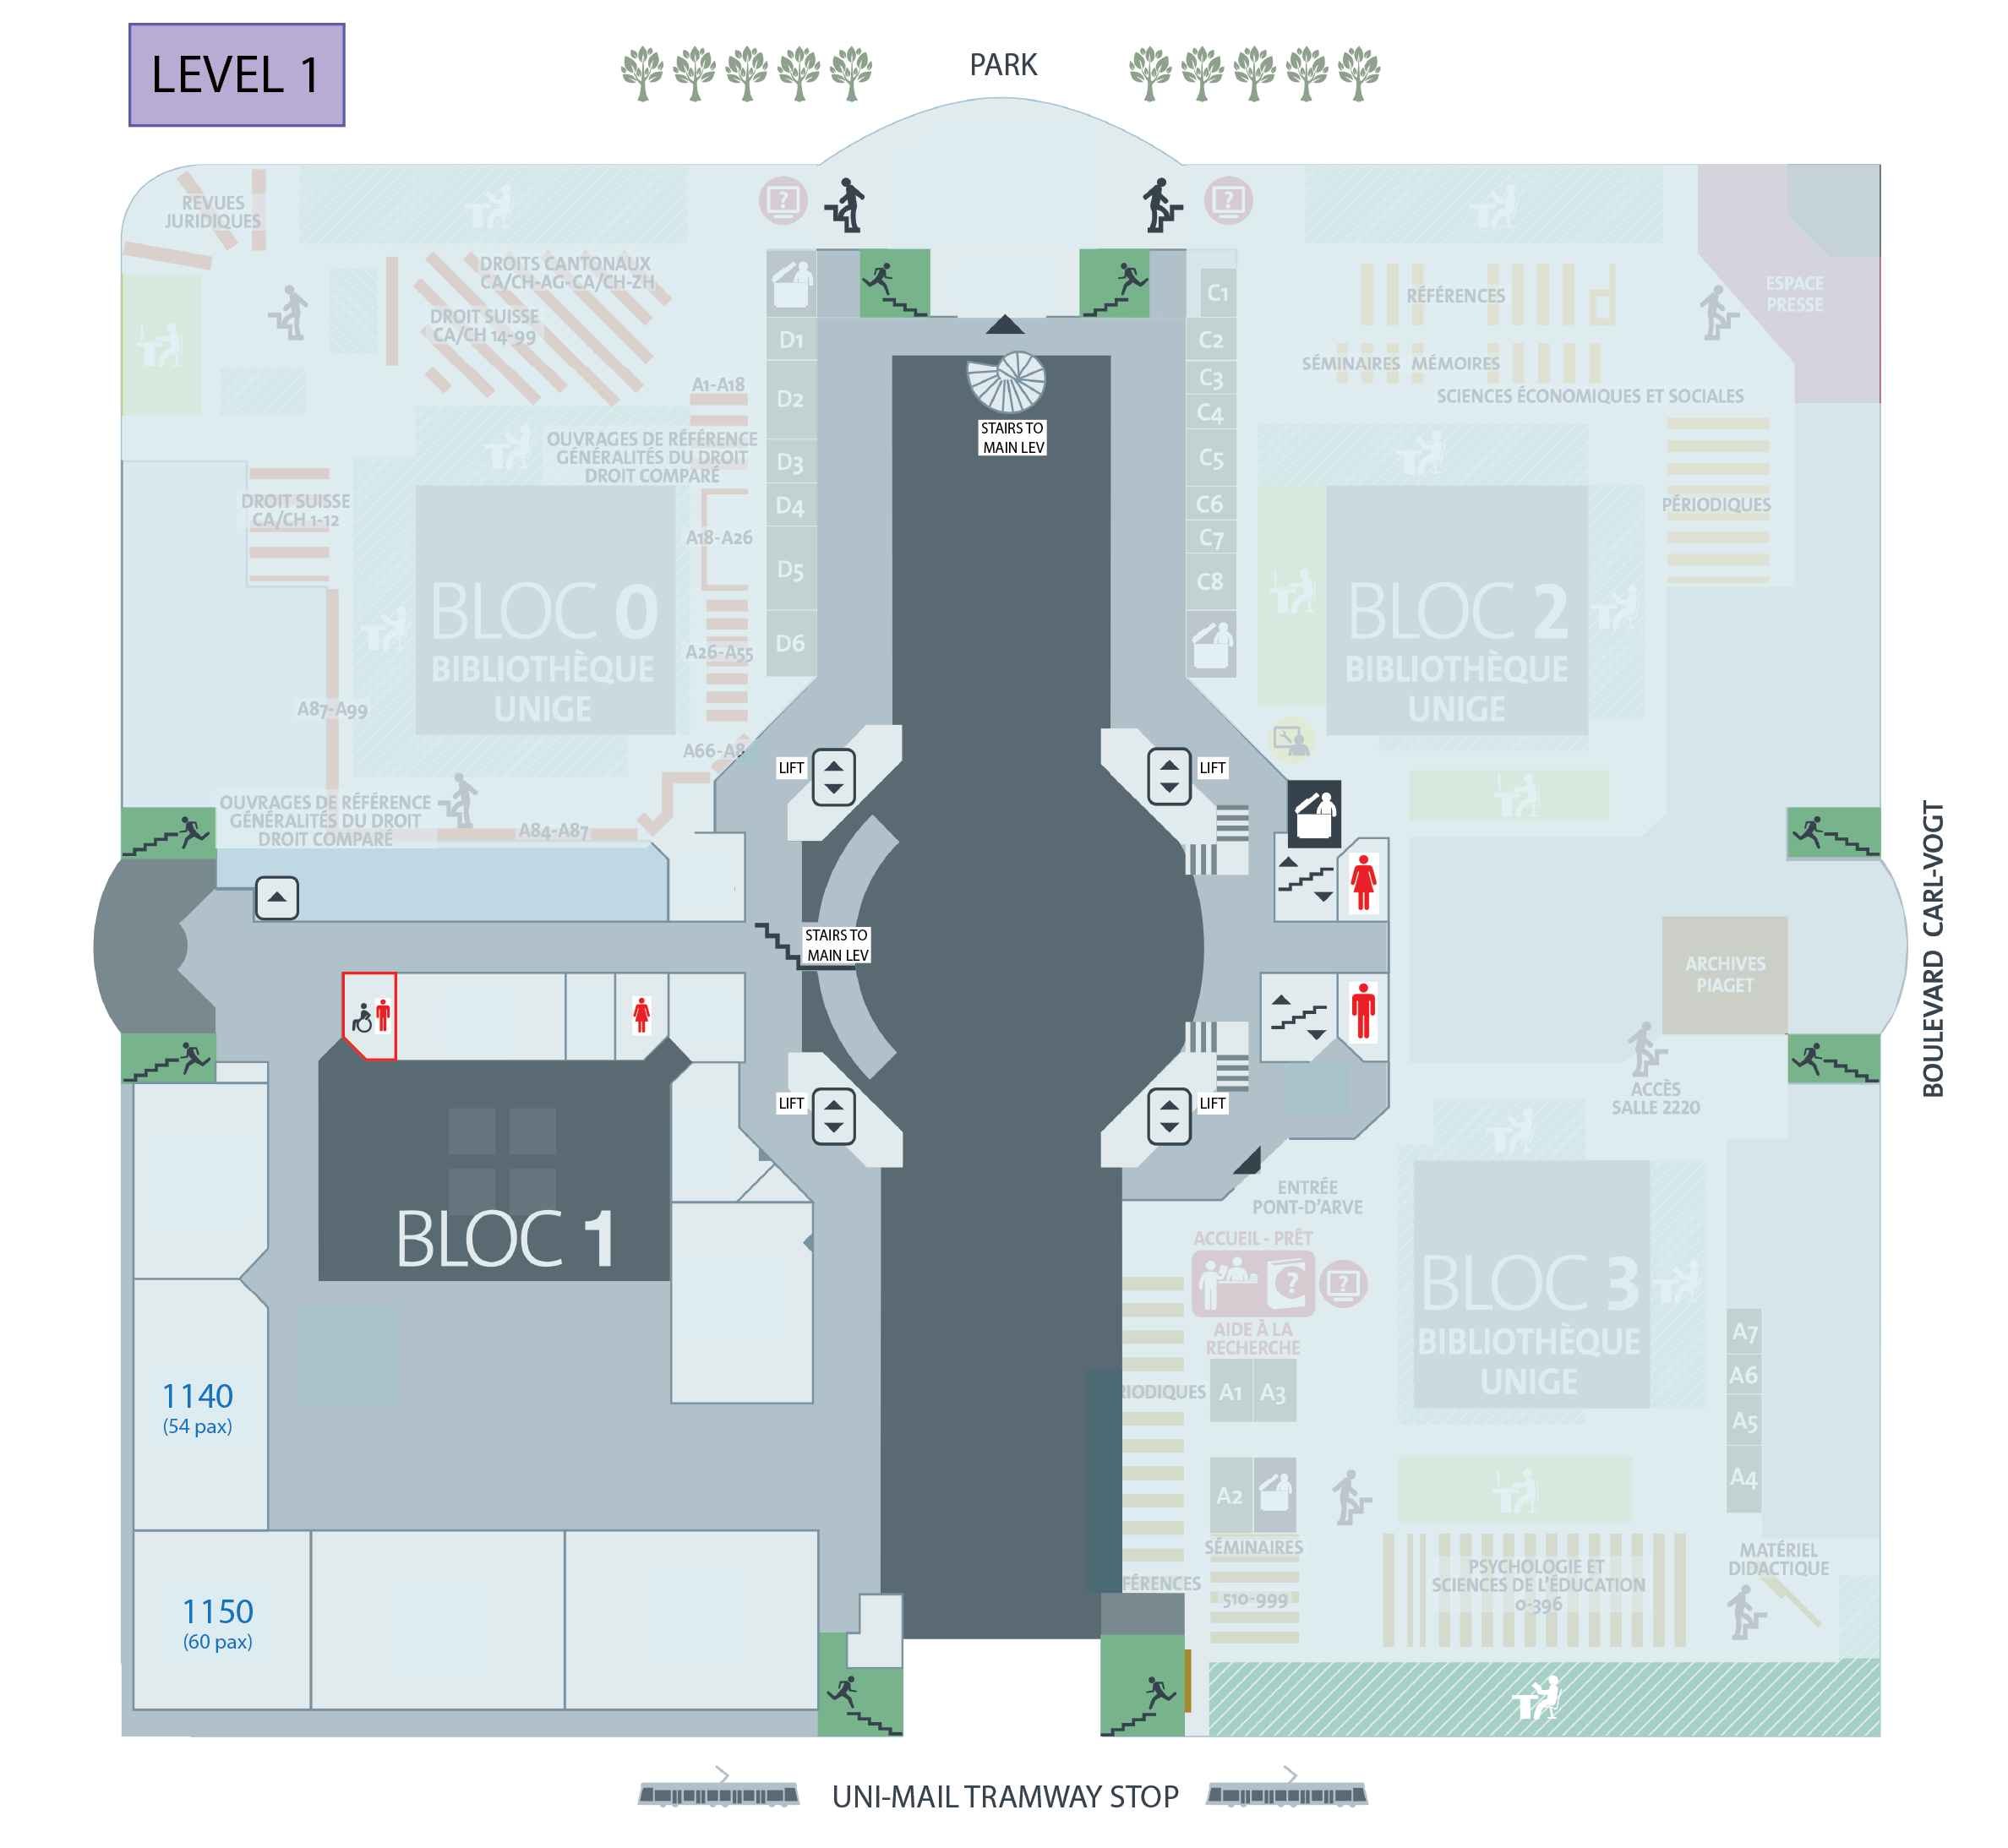 LEVEL 1
PARK
REVUES
JURIDIQUES
DROITS CANTONAUX
CA/CH-AG-CA/CH-ZH
DROIT SUISSE
CA/CH 14-99
A1-A18
OUVRAGES DE RÉFÉRENCE
GÉNÉRALITÉS DU DROIT
DROIT COMPARÉ
DROIT SUISSE
CA/CH 1-12
A18-A26
BLOC 0
BIBLIOTHÈQUE
UNIGE
A26-A55
A87-A99
A66-A8
OUVRAGES DE RÉFÉRENCE
GÉNÉRALITÉS DU DROIT
DROIT COMPARÉ
A84-A87
D1
D2
D3
D4
D5
D6
STAIRS TO
MAIN LEV
C1
C2
C3
C4
C5
C6
C7
C8
RÉFÉRENCES
SÉMINAIRES MÉMOIRES
SCIENCES ÉCONOMIQUES ET SOCIALES
ESPACE
PRESSE
PÉRIODIQUES
BLOC 2
BIBLIOTHÈQUE
UNIGE
LIFT
LIFT
STAIRS TO
MAIN LEV
LIFT
LIFT
BOULEVARD CARL-VOGT
ARCHIVES
PIAGET
ACCÈS
SALLE 2220
BLOC 1
1140
(54 pax)
1150
(60 pax)
ENTRÉE
PONT-D'ARVE
ACCUEIL - PRÊT
?
?
AIDE À LA
RECHERCHE
RIODIQUES
A1
A3
A2
SÉMINAIRES
FÉRENCES
510-999
BLOC 3
BIBLIOTHÈQUE
UNIGE
A7
A6
A5
A4
PSYCHOLOGIE ET
SCIENCES DE L'ÉDUCATION
0-396
MATÉRIEL
DIDACTIQUE
UNI-MAIL TRAMWAY STOP